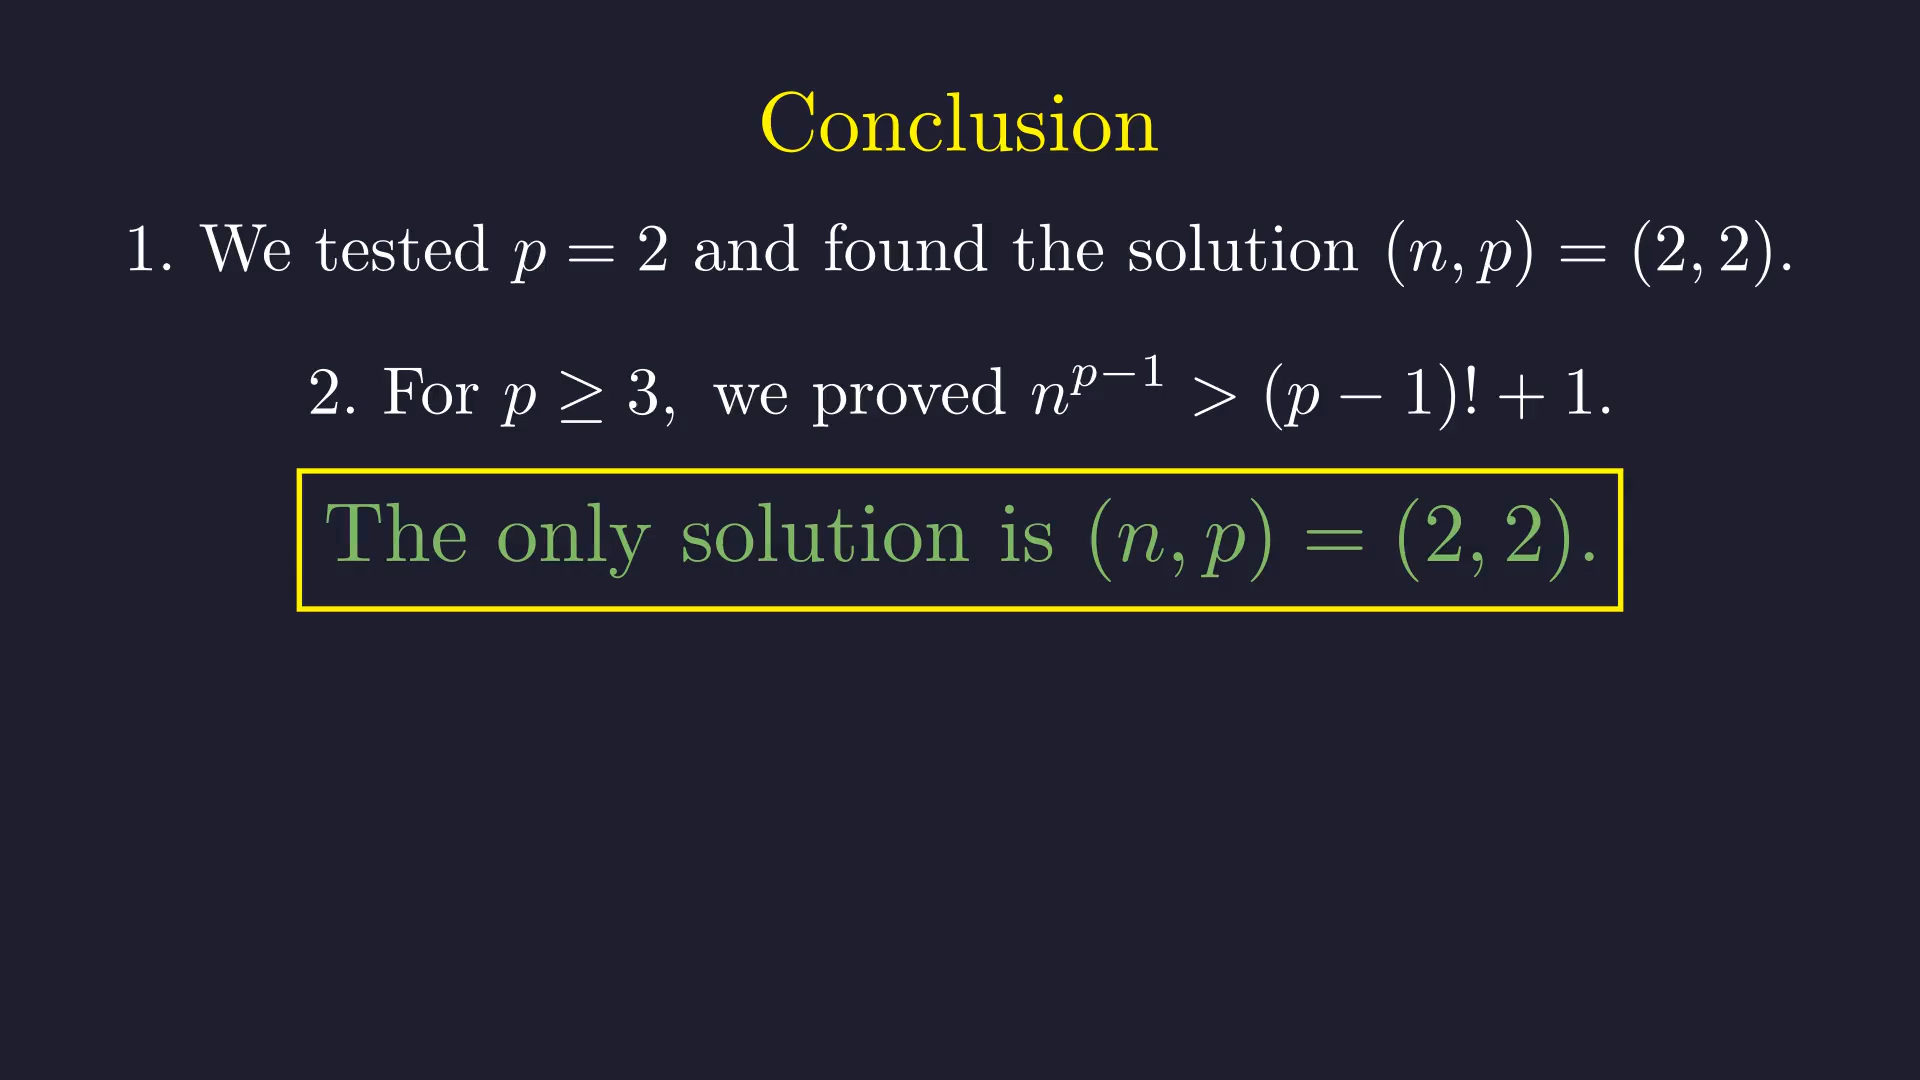 Conclusion
1. We tested p = 2 and found the solution (n, p) = (2, 2).
2. For p ≥ 3, we proved n^{p−1} > (p − 1)! + 1.
The only solution is (n, p) = (2, 2).